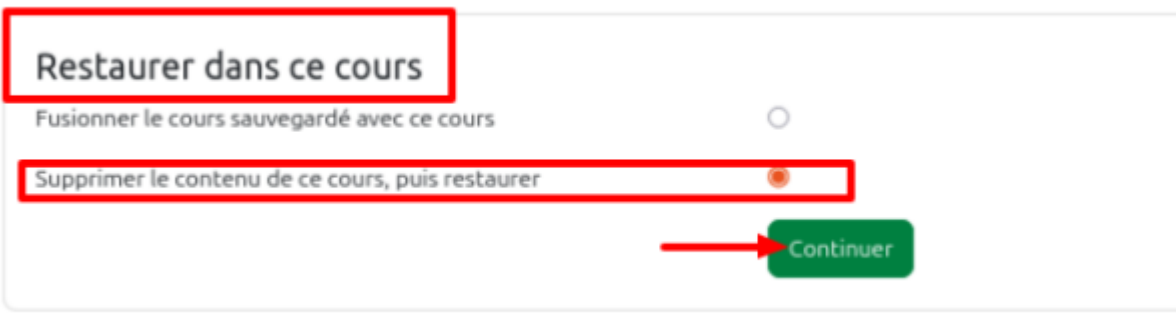 Restaurer dans ce cours
Fusionner le cours sauvegardé avec ce cours
Supprimer le contenu de ce cours, puis restaurer
Continuer